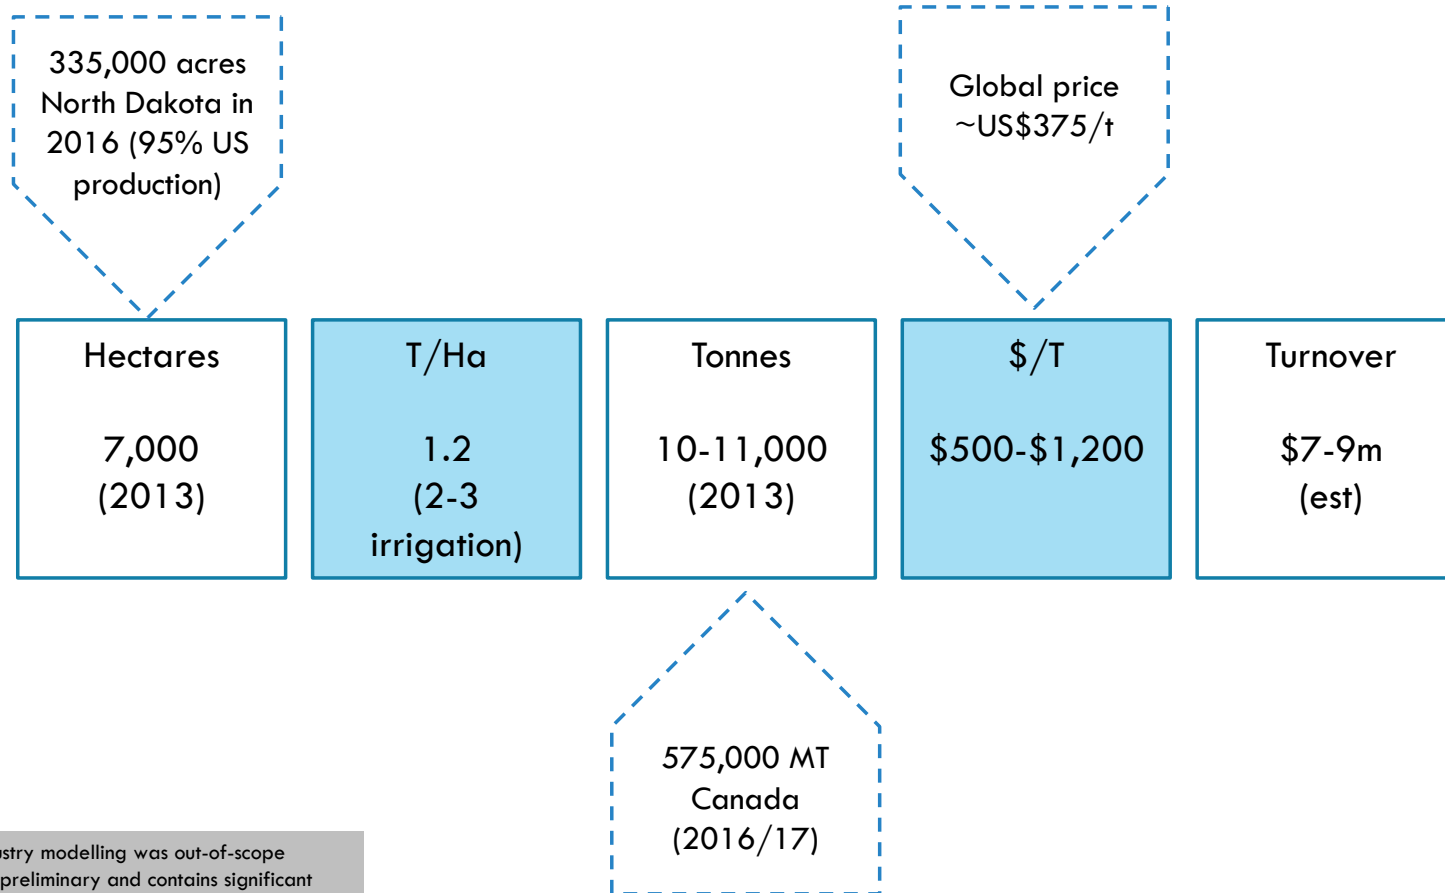 335,000 acres
North Dakota in
2016 (95% US
production)
Global price
~US$375/t
Hectares
7,000
(2013)
T/Ha
1.2
(2-3
irrigation)
Tonnes
10-11,000
(2013)
$/T
$500-$1,200
Turnover
$7-9m
(est)
575,000 MT
Canada
(2016/17)
modelling was out-of-scope
preliminary and contains significant